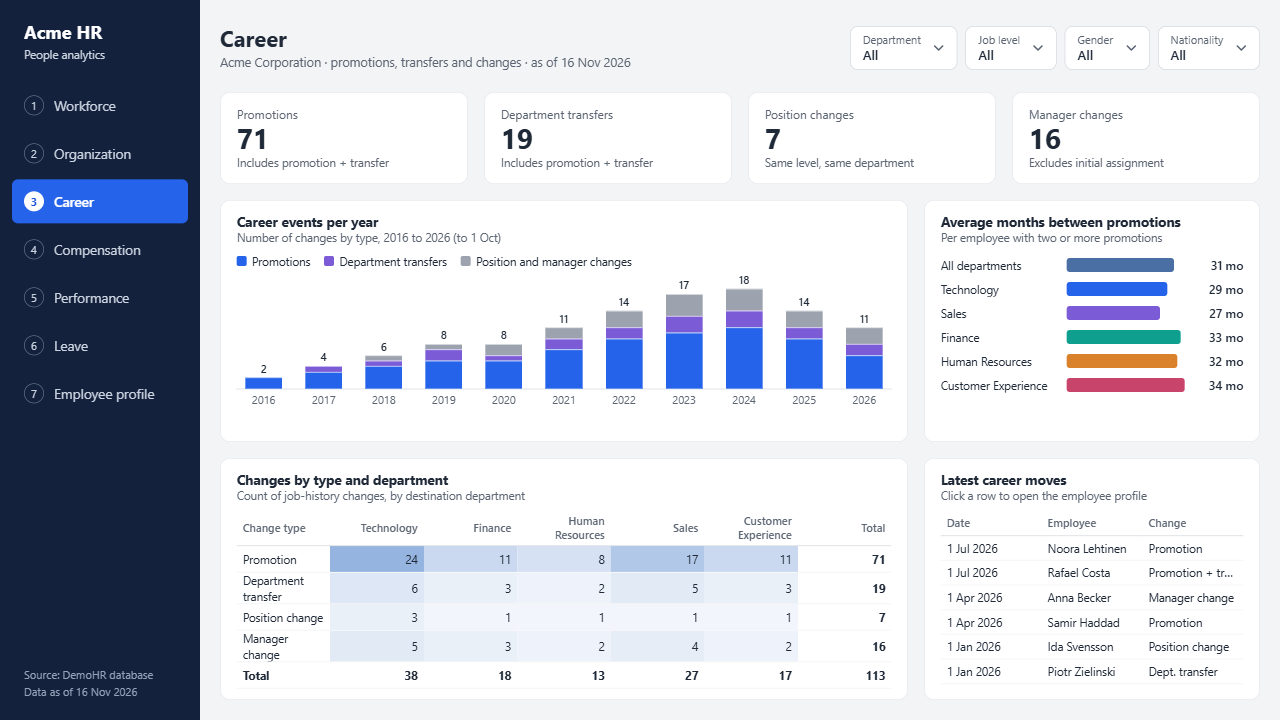 Acme HR
People analytics
1 Workforce
2 Organization
3 Career
4 Compensation
5 Performance
6 Leave
7 Employee profile
Source: DemoHR database
Data as of 16 Nov 2026
Career
Acme Corporation · promotions, transfers and changes · as of 16 Nov 2026
Department
All
Job level
All
Gender
All
Nationality
All
Promotions
71
Includes promotion + transfer
Department transfers
19
Includes promotion + transfer
Position changes
7
Same level, same department
Manager changes
16
Excludes initial assignment
Career events per year
Number of changes by type, 2016 to 2026 (to 1 Oct)
Promotions Department transfers Position and manager changes
2 4 6 8 8 11 14 17 18 14 11
2016 2017 2018 2019 2020 2021 2022 2023 2024 2025 2026
Average months between promotions
Per employee with two or more promotions
All departments 31 mo
Technology 29 mo
Sales 27 mo
Finance 33 mo
Human Resources 32 mo
Customer Experience 34 mo
Changes by type and department
Count of job-history changes, by destination department
Change type Technology Finance Human Resources Sales Customer Experience Total
Promotion 24 11 8 17 11 71
Department transfer 6 3 2 5 3 19
Position change 3 1 1 1 1 7
Manager change 5 3 2 4 2 16
Total 38 18 13 27 17 113
Latest career moves
Click a row to open the employee profile
Date Employee Change
1 Jul 2026 Noora Lehtinen Promotion
1 Jul 2026 Rafael Costa Promotion + tr...
1 Apr 2026 Anna Becker Manager change
1 Apr 2026 Samir Haddad Promotion
1 Jan 2026 Ida Svensson Position change
1 Jan 2026 Piotr Zielinski Dept. transfer